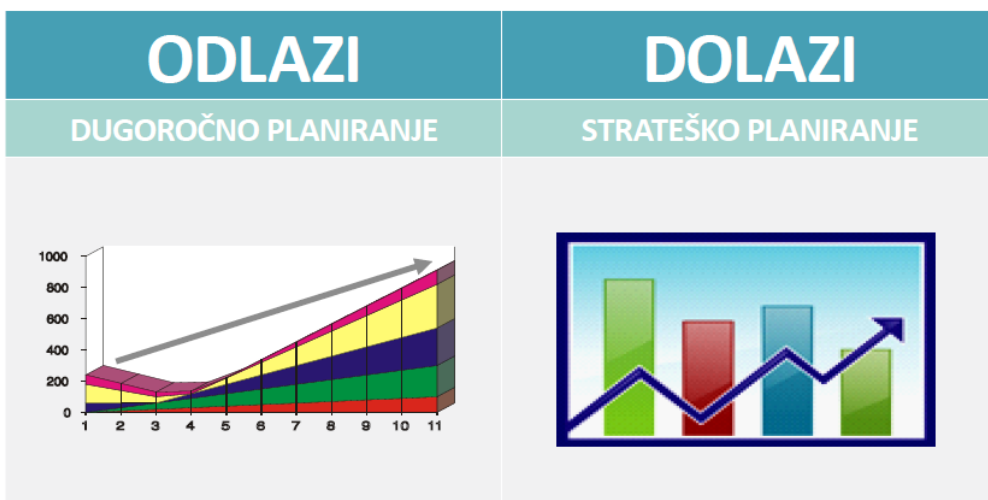 ODLAZI
DOLAZI
DUGOROČNO PLANIRANJE
STRATEŠKO PLANIRANJE
1000
800
600
400
200
0
1 2 3 4 5 6 7 8 9 10 11